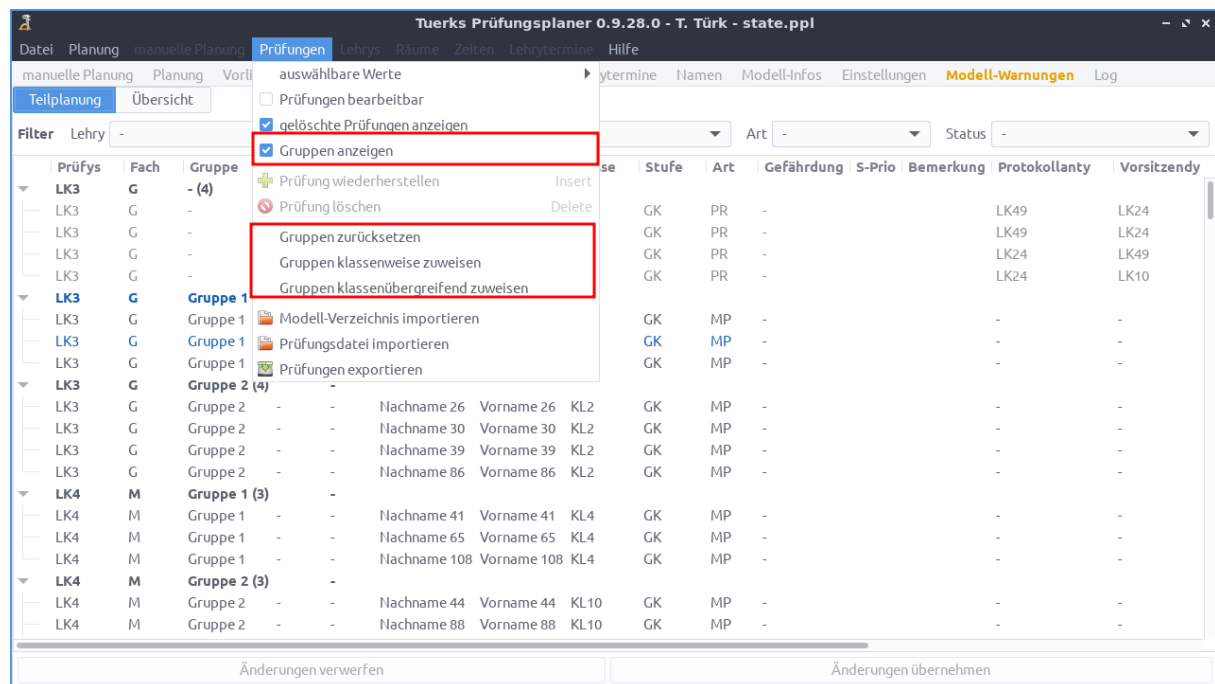 Tuerks Prüfungsplaner 0.9.28.0 - T. Türk - state.ppl
Datei Planung manuelle Planung Prüfungen Lehrys Räume Zeiten Lehrytermine Hilfe
manuelle Planung Planung Vorli ytermine Namen Modell-Infos Einstellungen Modell-Warnungen Log
Teilplanung Übersicht
auswählbare Werte
Prüfungen bearbeitbar
gelöschte Prüfungen anzeigen
Gruppen anzeigen
Prüfung wiederherstellen Insert
Prüfung löschen Delete
Gruppen zurücksetzen
Gruppen klassenweise zuweisen
Gruppen klassenübergreifend zuweisen
Modell-Verzeichnis importieren
Prüfungsdatei importieren
Prüfungen exportieren
Filter Lehry - Art - Status -
Prüfys Fach Gruppe se Stufe Art Gefährdung S-Prio Bemerkung Protokollanty Vorsitzendy
LK3 G - (4)
LK3 G - GK PR - LK49 LK24
LK3 G - GK PR - LK49 LK24
LK3 G - GK PR - LK24 LK49
LK3 G - GK PR - LK24 LK10
LK3 G Gruppe 1
LK3 G Gruppe 1 GK MP - - -
LK3 G Gruppe 1 GK MP - - -
LK3 G Gruppe 1 GK MP - - -
LK3 G Gruppe 2 (4) -
LK3 G Gruppe 2 - - Nachname 26 Vorname 26 KL2 GK MP - - -
LK3 G Gruppe 2 - - Nachname 30 Vorname 30 KL2 GK MP - - -
LK3 G Gruppe 2 - - Nachname 39 Vorname 39 KL2 GK MP - - -
LK3 G Gruppe 2 - - Nachname 86 Vorname 86 KL2 GK MP - - -
LK4 M Gruppe 1 (3) -
LK4 M Gruppe 1 - - Nachname 41 Vorname 41 KL4 GK MP - - -
LK4 M Gruppe 1 - - Nachname 65 Vorname 65 KL4 GK MP - - -
LK4 M Gruppe 1 - - Nachname 108 Vorname 108 KL4 GK MP - - -
LK4 M Gruppe 2 (3) -
LK4 M Gruppe 2 - - Nachname 44 Vorname 44 KL10 GK MP - - -
LK4 M Gruppe 2 - - Nachname 88 Vorname 88 KL10 GK MP - - -
Änderungen verwerfen Änderungen übernehmen